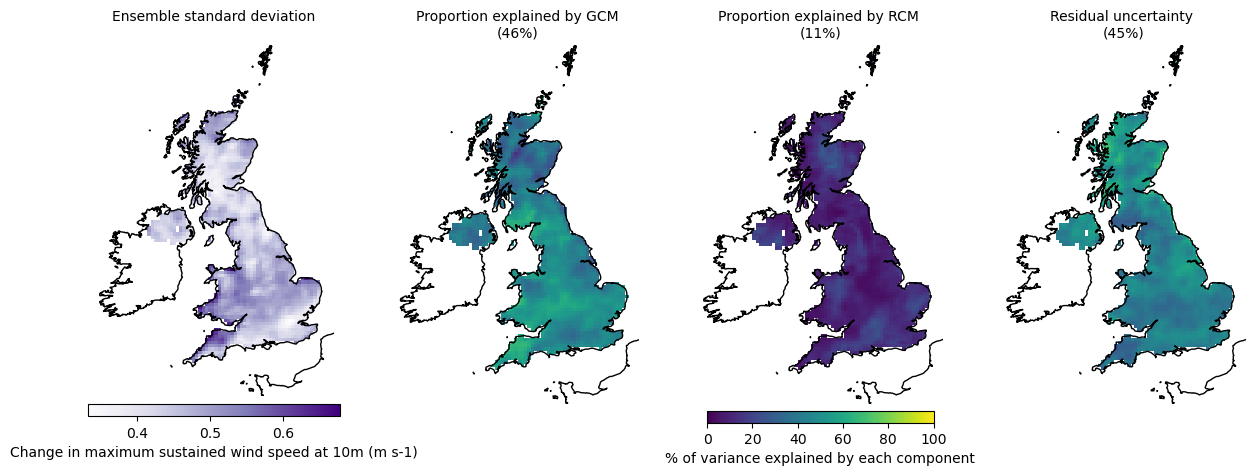 Ensemble standard deviation
Proportion explained by GCM
(46%)
Proportion explained by RCM
(11%)
Residual uncertainty
(45%)
0.4 0.5 0.6
Change in maximum sustained wind speed at 10m (m s-1)
0 20 40 60 80 100
% of variance explained by each component